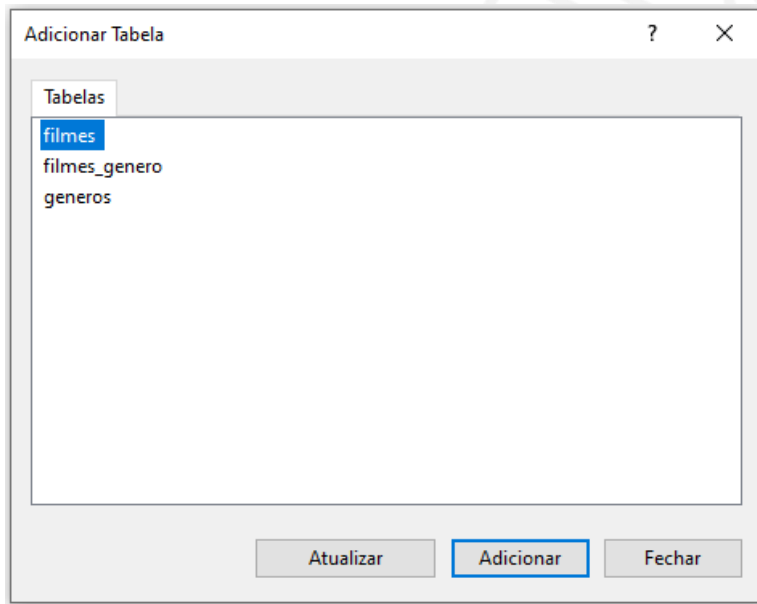 Adicionar Tabela ?
Tabelas
filmes
filmes_genero
generos
Atualizar Adicionar Fechar